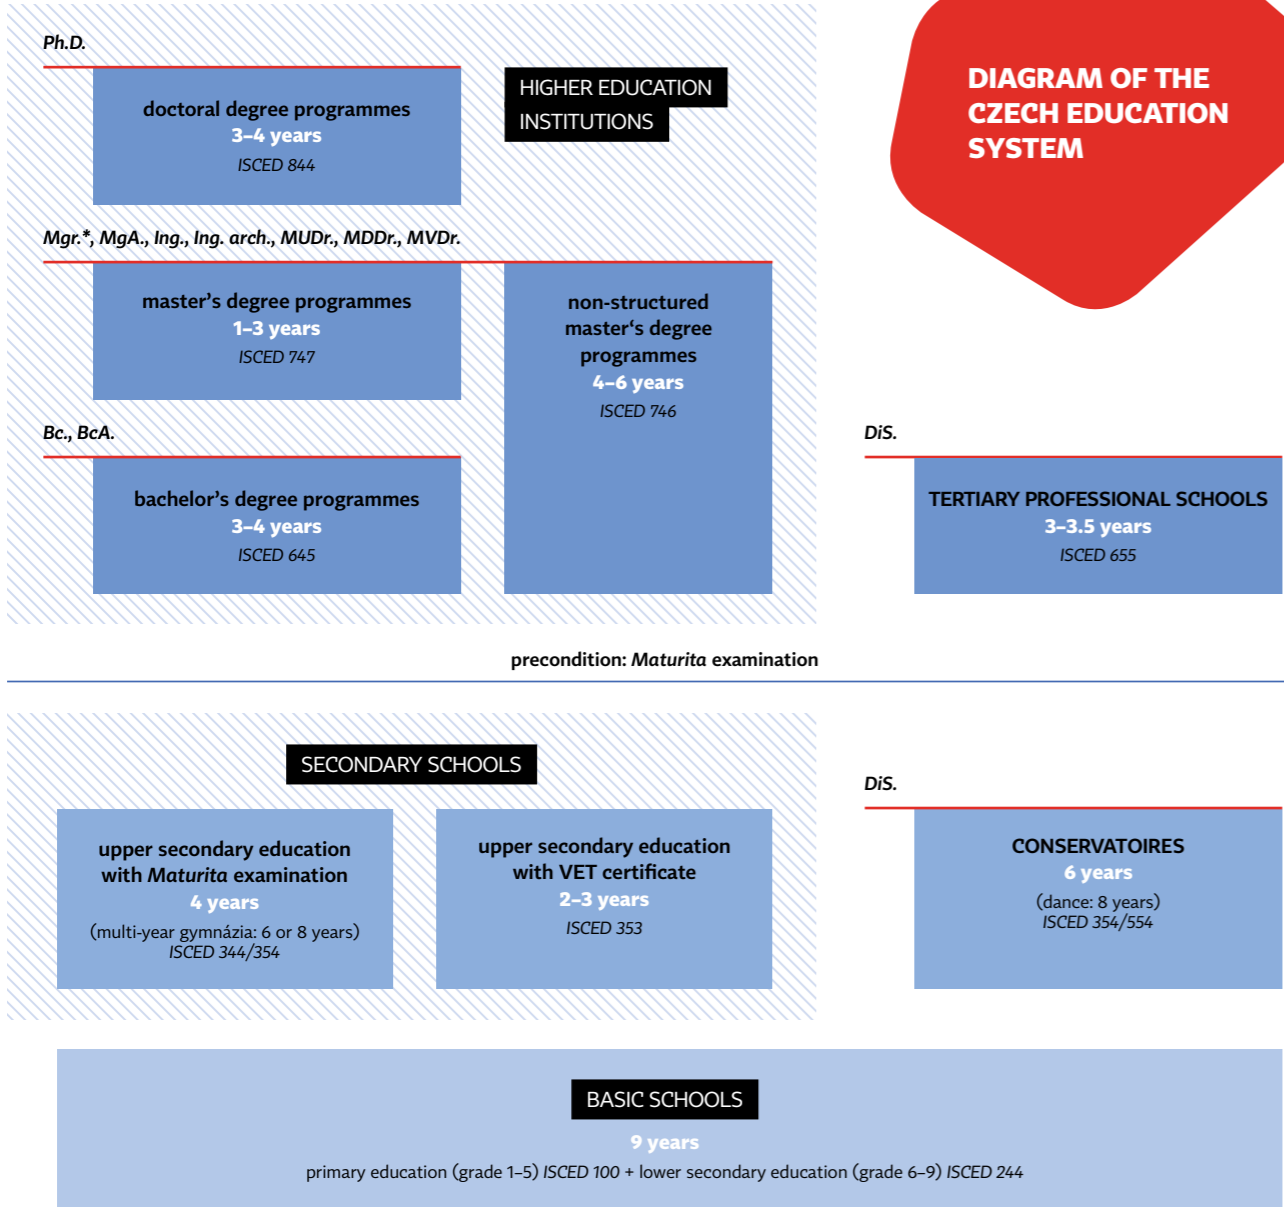 DIAGRAM OF THE
CZECH EDUCATION
SYSTEM
HIGHER EDUCATION
INSTITUTIONS
Ph.D.
doctoral degree programmes
3–4 years
ISCED 844
Mgr.*, MgA., Ing., Ing. arch., MUDr., MDDr., MVDr.
master’s degree programmes
1–3 years
ISCED 747
non-structured
master‘s degree
programmes
4–6 years
ISCED 746
Bc., BcA.
bachelor’s degree programmes
3–4 years
ISCED 645
DiS.
TERTIARY PROFESSIONAL SCHOOLS
3–3.5 years
ISCED 655
precondition: Maturita examination
SECONDARY SCHOOLS
upper secondary education
with Maturita examination
4 years
(multi-year gymnázia: 6 or 8 years)
ISCED 344/354
upper secondary education
with VET certificate
2–3 years
ISCED 353
DiS.
CONSERVATOIRES
6 years
(dance: 8 years)
ISCED 354/554
BASIC SCHOOLS
9 years
primary education (grade 1–5) ISCED 100 + lower secondary education (grade 6–9) ISCED 244